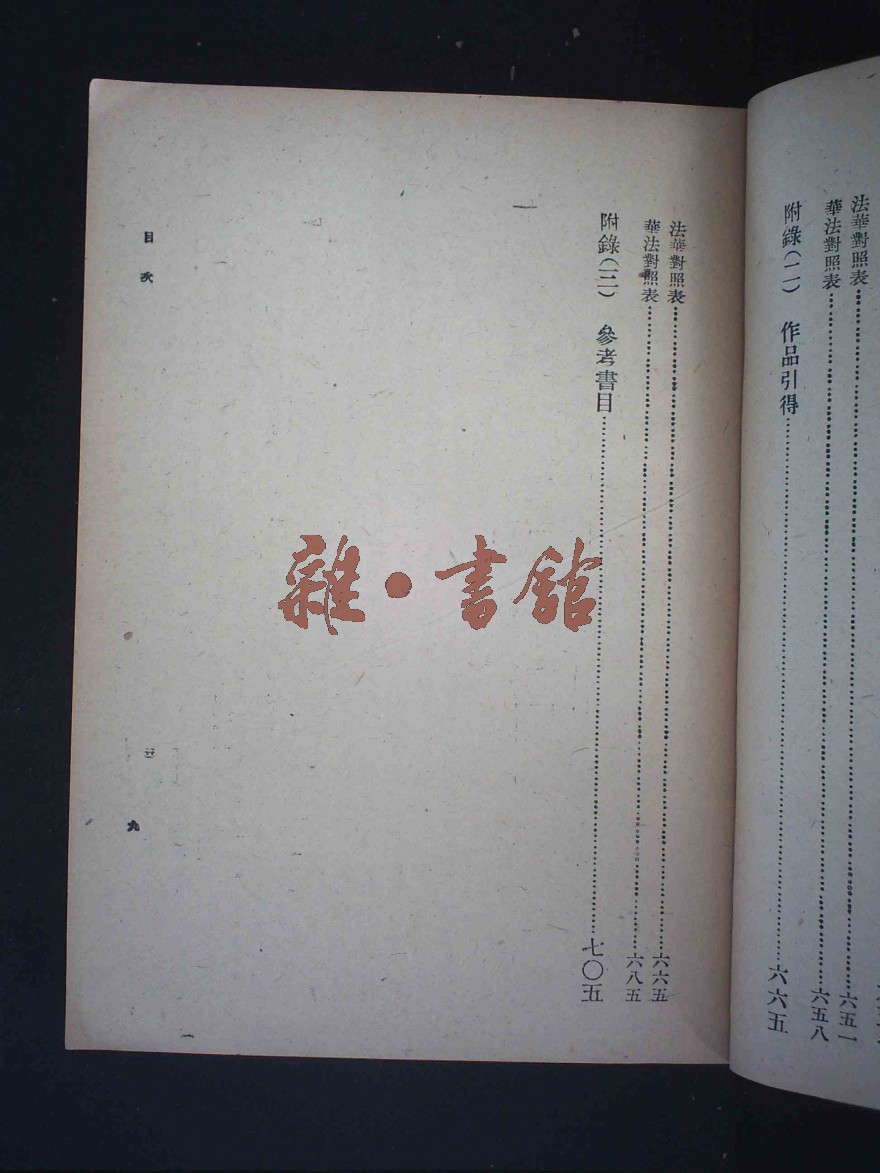 法華對照表……六五一
華法對照表……六五八
附錄（二）　作品引得……六六五
法華對照表……六六五
華法對照表……六八五
附錄（三）　參考書目……七〇五
目次
九
雜・書館